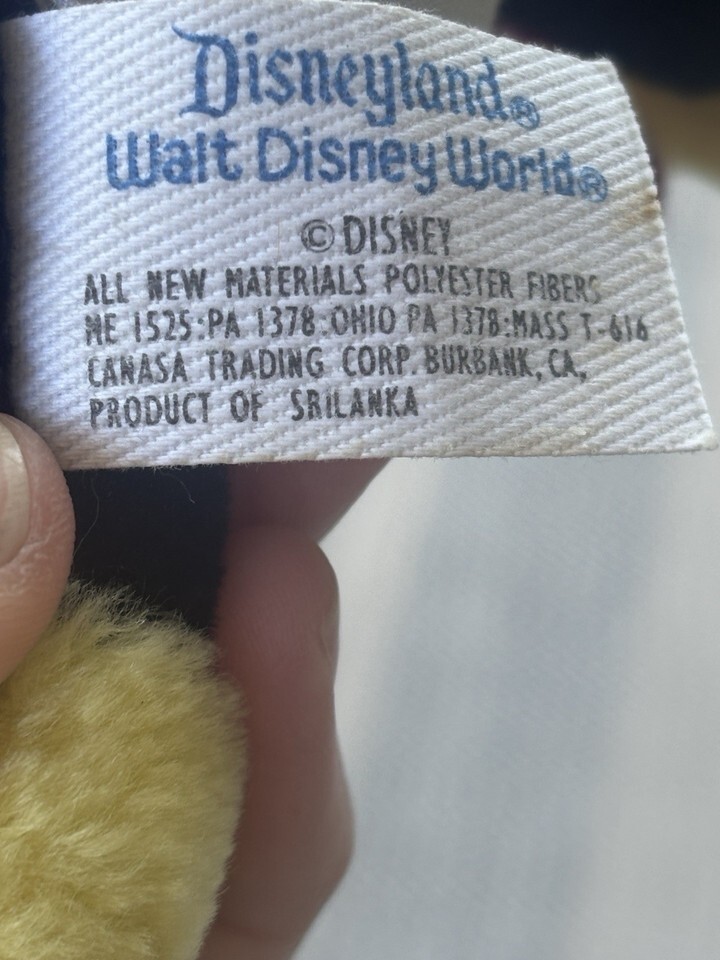 Disneyland®
Walt Disney World®
© DISNEY
ALL NEW MATERIALS POLYESTER FIBERS
ME 1525:PA 1378:OHIO PA 1378:MASS T-616
CANASA TRADING CORP. BURBANK, CA,
PRODUCT OF SRILANKA